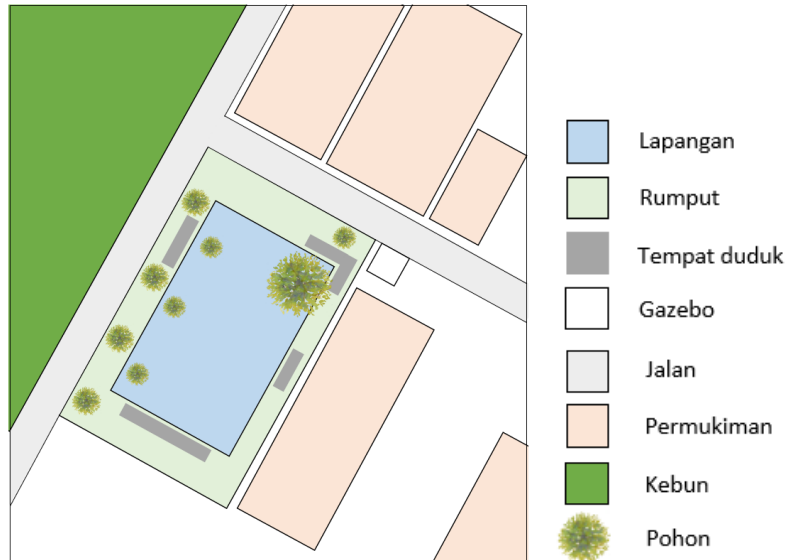 Lapangan
Rumput
Tempat duduk
Gazebo
Jalan
Permukiman
Kebun
Pohon